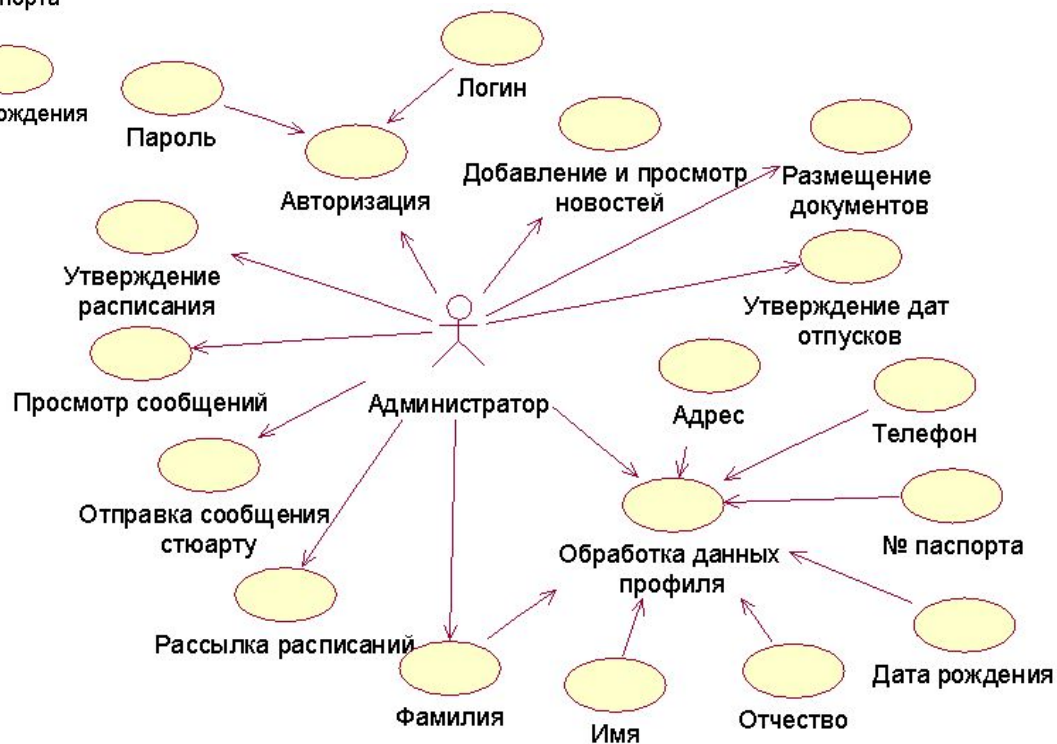 Логин
Пароль
Авторизация
Добавление и просмотр
новостей
Размещение
документов
Утверждение
расписания
Утверждение дат
отпусков
Просмотр сообщений
Администратор
Адрес
Телефон
Отправка сообщения
стюарту
№ паспорта
Обработка данных
профиля
Рассылка расписаний
Дата рождения
Фамилия
Имя
Отчество